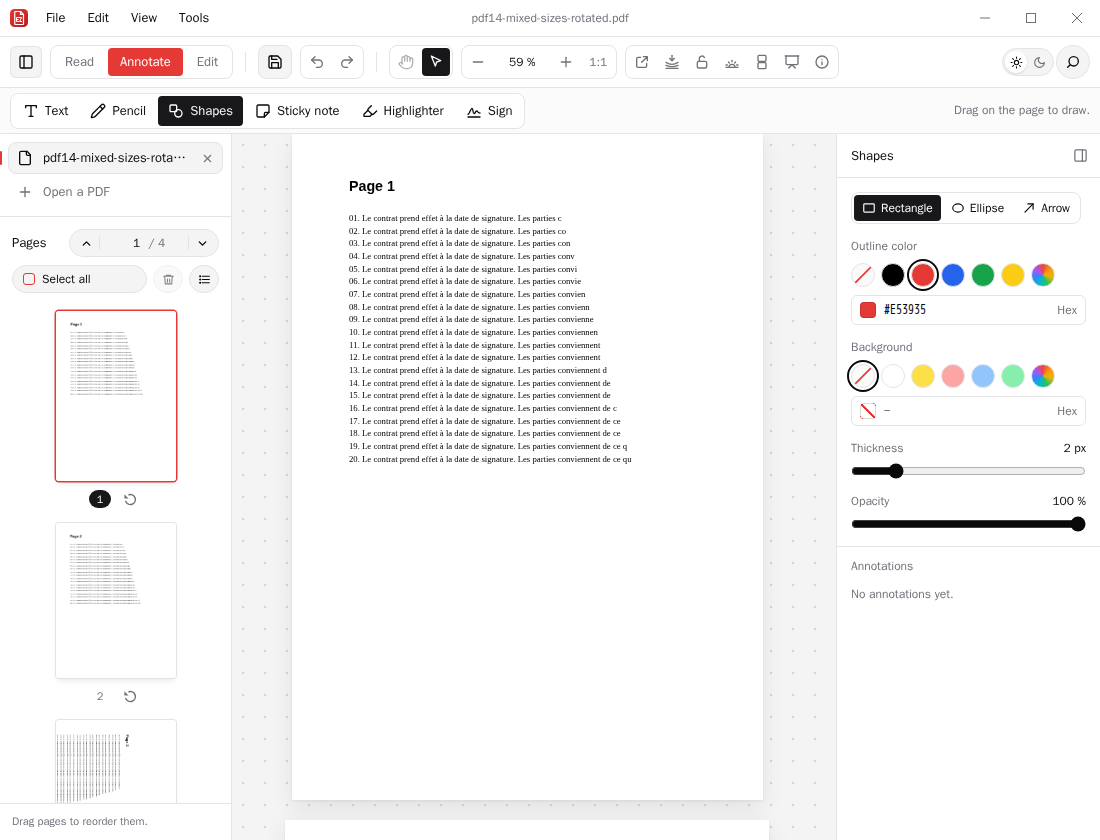 File Edit View Tools pdf14-mixed-sizes-rotated.pdf
Read Annotate Edit 59 % 1:1
Text Pencil Shapes Sticky note Highlighter Sign Drag on the page to draw.
pdf14-mixed-sizes-rota···
Open a PDF
Pages 1 / 4
Select all
Page 1
1
Page 2
2
Drag pages to reorder them.
Page 1
01. Le contrat prend effet à la date de signature. Les parties c
02. Le contrat prend effet à la date de signature. Les parties co
03. Le contrat prend effet à la date de signature. Les parties con
04. Le contrat prend effet à la date de signature. Les parties conv
05. Le contrat prend effet à la date de signature. Les parties convi
06. Le contrat prend effet à la date de signature. Les parties convie
07. Le contrat prend effet à la date de signature. Les parties convien
08. Le contrat prend effet à la date de signature. Les parties convienn
09. Le contrat prend effet à la date de signature. Les parties convienne
10. Le contrat prend effet à la date de signature. Les parties conviennen
11. Le contrat prend effet à la date de signature. Les parties conviennent
12. Le contrat prend effet à la date de signature. Les parties conviennent
13. Le contrat prend effet à la date de signature. Les parties conviennent d
14. Le contrat prend effet à la date de signature. Les parties conviennent de
15. Le contrat prend effet à la date de signature. Les parties conviennent de
16. Le contrat prend effet à la date de signature. Les parties conviennent de c
17. Le contrat prend effet à la date de signature. Les parties conviennent de ce
18. Le contrat prend effet à la date de signature. Les parties conviennent de ce
19. Le contrat prend effet à la date de signature. Les parties conviennent de ce q
20. Le contrat prend effet à la date de signature. Les parties conviennent de ce qu
Shapes
Rectangle Ellipse Arrow
Outline color
#E53935 Hex
Background
– Hex
Thickness 2 px
Opacity 100 %
Annotations
No annotations yet.